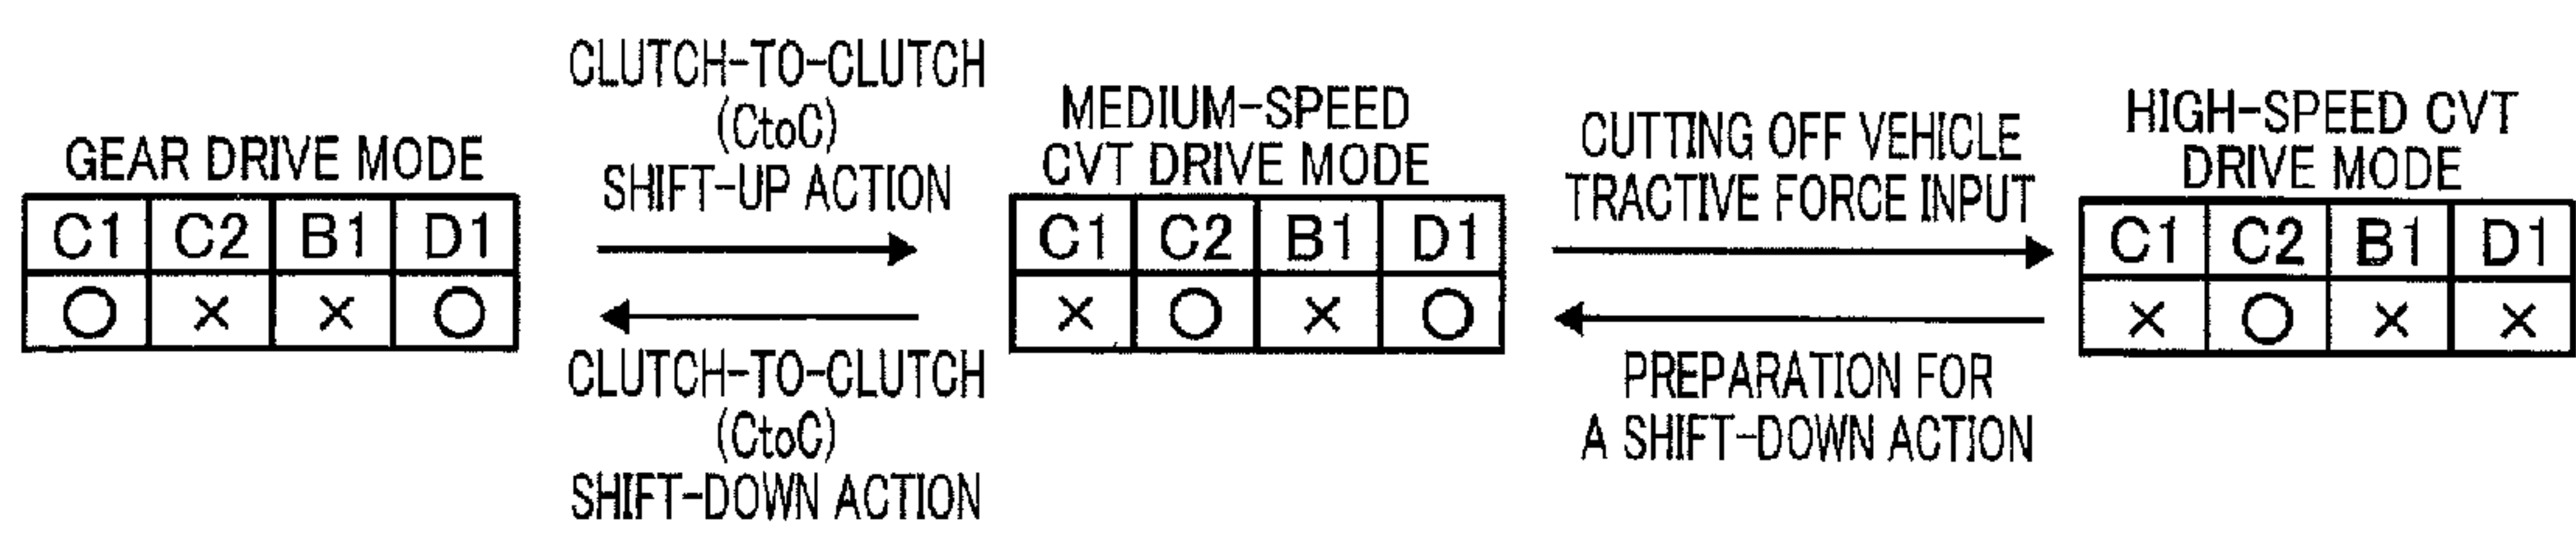 GEAR DRIVE MODE
C1 C2 B1 D1
○ × × ○
CLUTCH-TO-CLUTCH
(CtoC)
SHIFT-UP ACTION
CLUTCH-TO-CLUTCH
(CtoC)
SHIFT-DOWN ACTION
MEDIUM-SPEED
CVT DRIVE MODE
C1 C2 B1 D1
× ○ × ○
CUTTING OFF VEHICLE
TRACTIVE FORCE INPUT
PREPARATION FOR
A SHIFT-DOWN ACTION
HIGH-SPEED CVT
DRIVE MODE
C1 C2 B1 D1
× ○ × ×